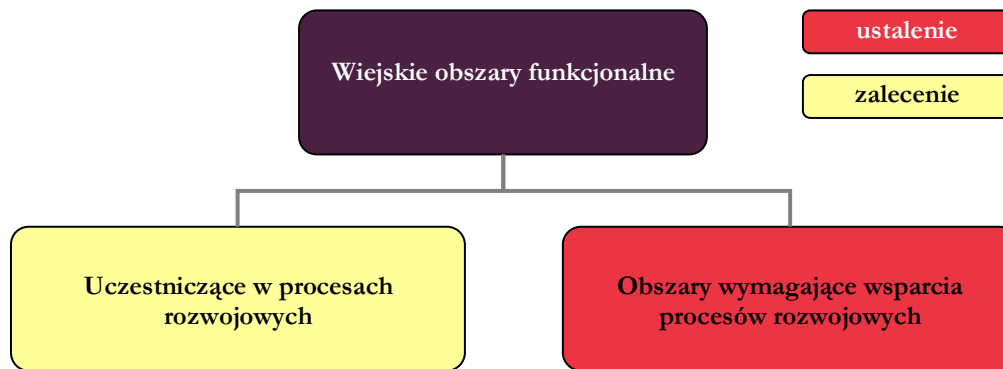 Wiejskie obszary funkcjonalne
ustalenie
zalecenie
Uczestniczące w procesach
rozwojowych
Obszary wymagające wsparcia
procesów rozwojowych